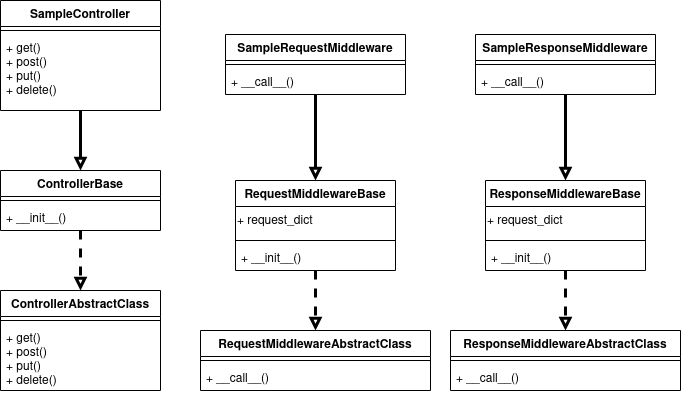 SampleController
+ get()
+ post()
+ put()
+ delete()
ControllerBase
+ __init__()
ControllerAbstractClass
+ get()
+ post()
+ put()
+ delete()
SampleRequestMiddleware
+ __call__()
RequestMiddlewareBase
+ request_dict
+ __init__()
RequestMiddlewareAbstractClass
+ __call__()
SampleResponseMiddleware
+ __call__()
ResponseMiddlewareBase
+ request_dict
+ __init__()
ResponseMiddlewareAbstractClass
+ __call__()